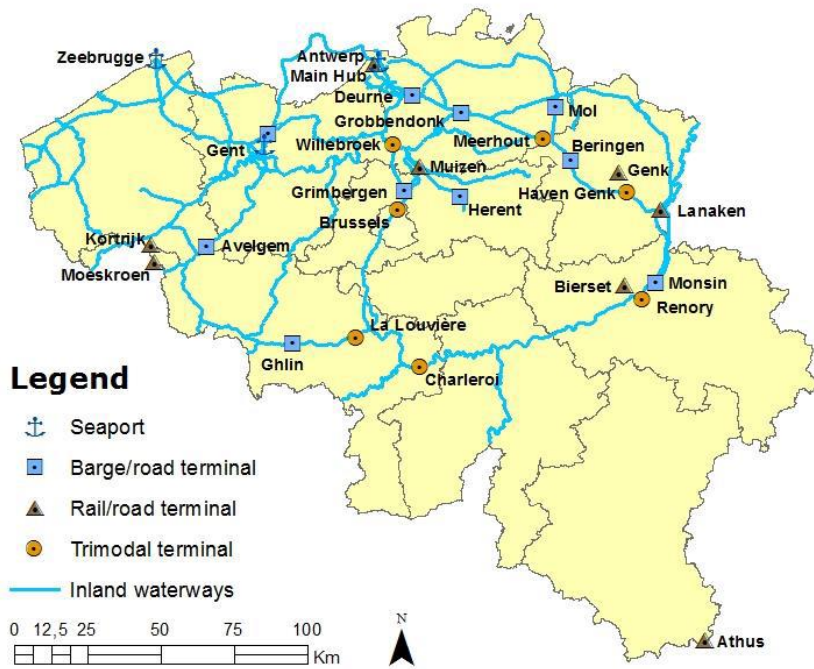 Zeebrugge
Antwerp
Main Hub
Deurne
Grobbendonk
Mol
Gent
Willebroek
Meerhout
Beringen
Muizen
Genk
Grimbergen
Haven Genk
Herent
Brussels
Lanaken
Kortrijk
Avelgem
Moeskroen
Bierset
Monsin
Renory
La Louvière
Ghlin
Charleroi
Legend
Seaport
Barge/road terminal
Rail/road terminal
Trimodal terminal
Inland waterways
N
0 12,5 25 50 75 100
Km
Athus